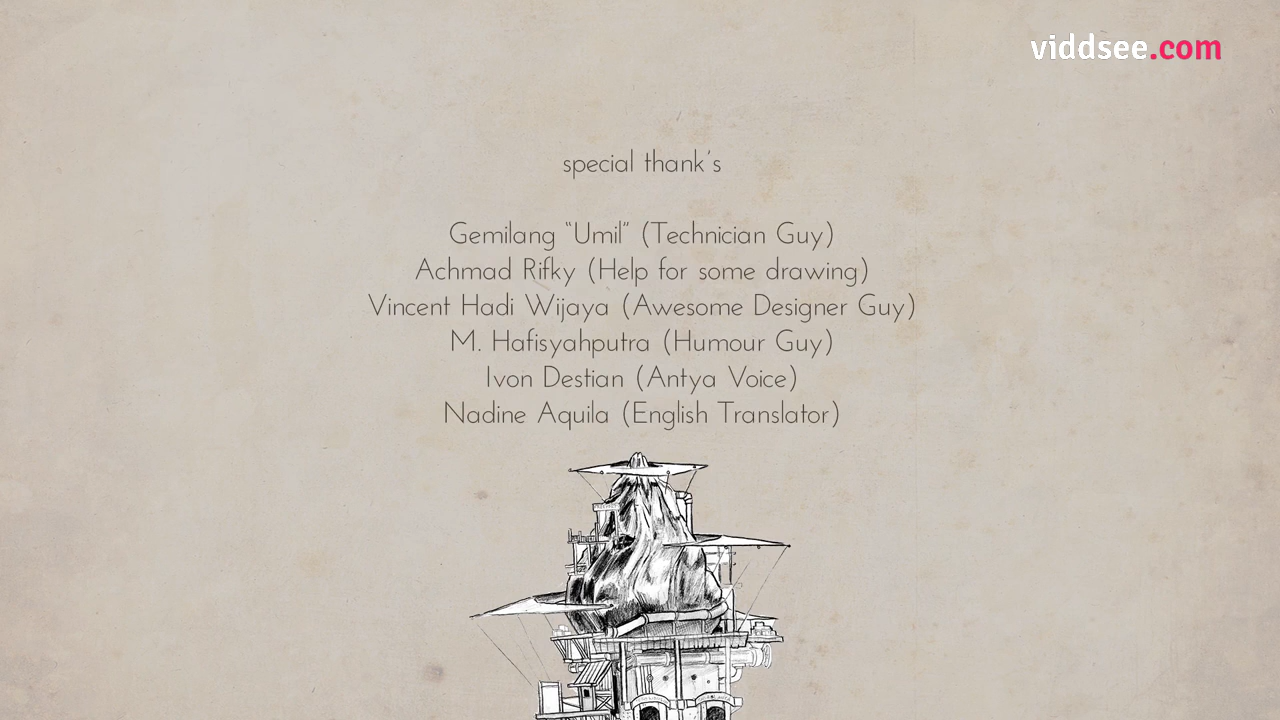 viddsee.com
special thank's
Gemilang “Umil” (Technician Guy)
Achmad Rifky (Help for some drawing)
Vincent Hadi Wijaya (Awesome Designer Guy)
M. Hafisyahputra (Humour Guy)
Ivon Destian (Antya Voice)
Nadine Aquila (English Translator)